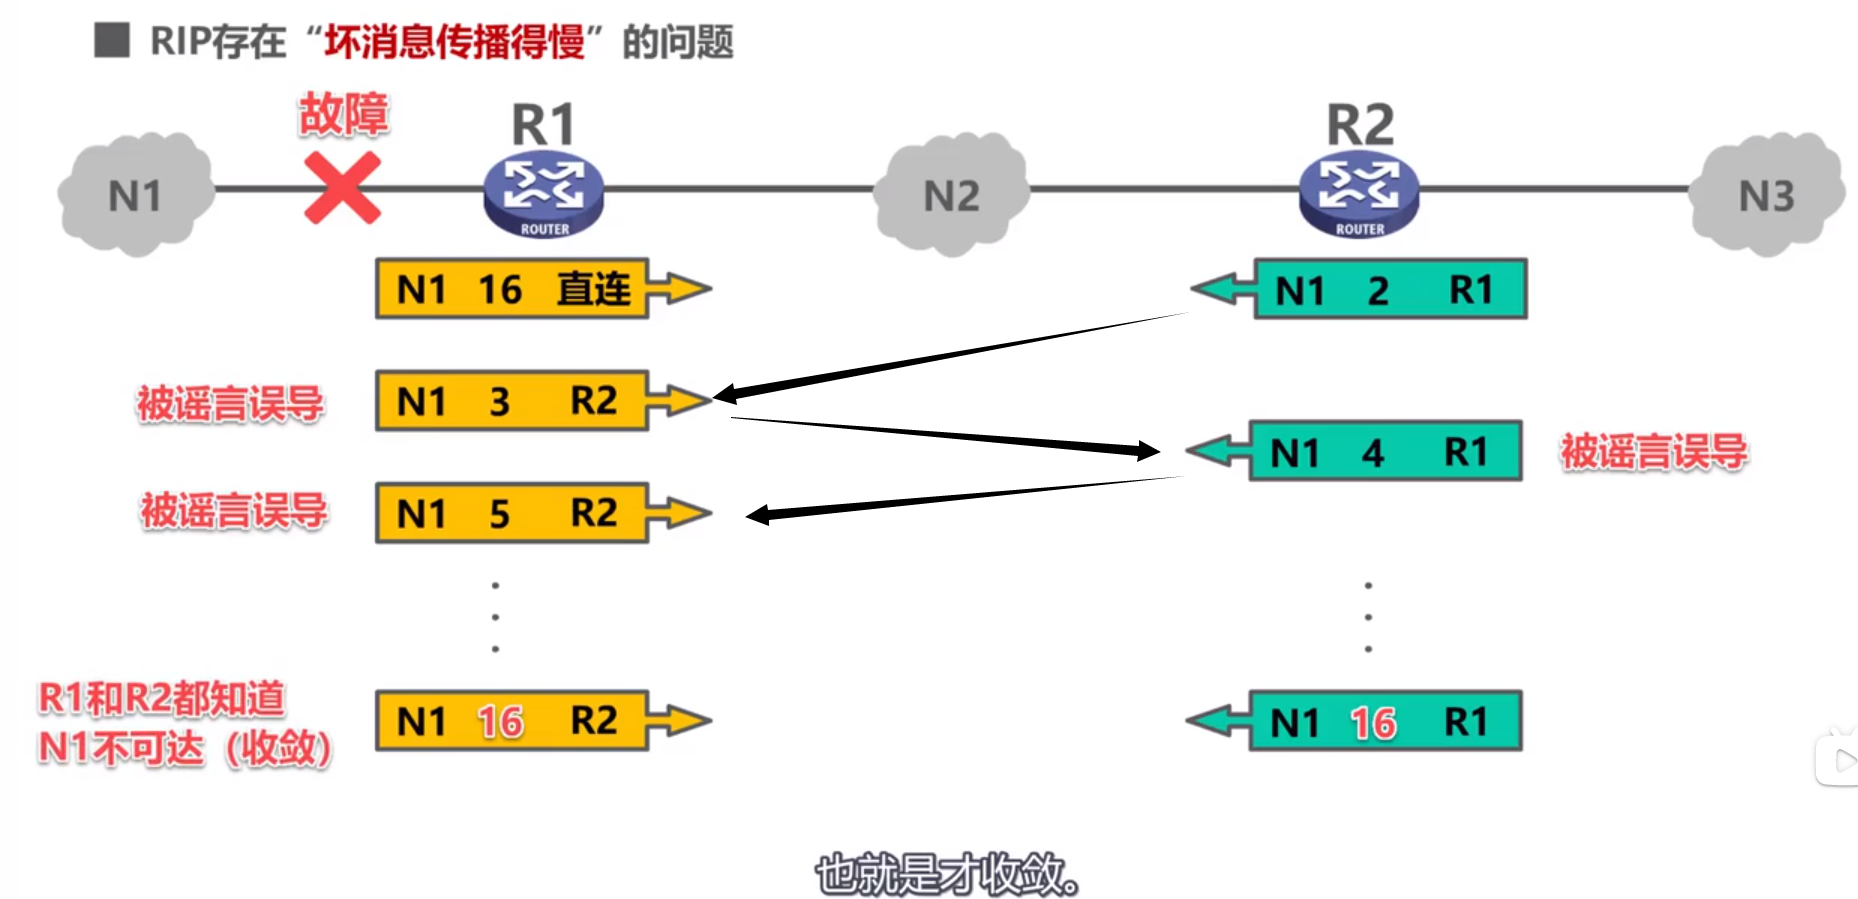 RIP存在“坏消息传播得慢”的问题
故障
R1
R2
N1
N2
N3
ROUTER
ROUTER
N1 16 直连
N1 2 R1
被谣言误导
N1 3 R2
N1 4 R1
被谣言误导
被谣言误导
N1 5 R2
R1和R2都知道
N1不可达（收敛）
N1 16 R2
N1 16 R1
也就是才收敛。